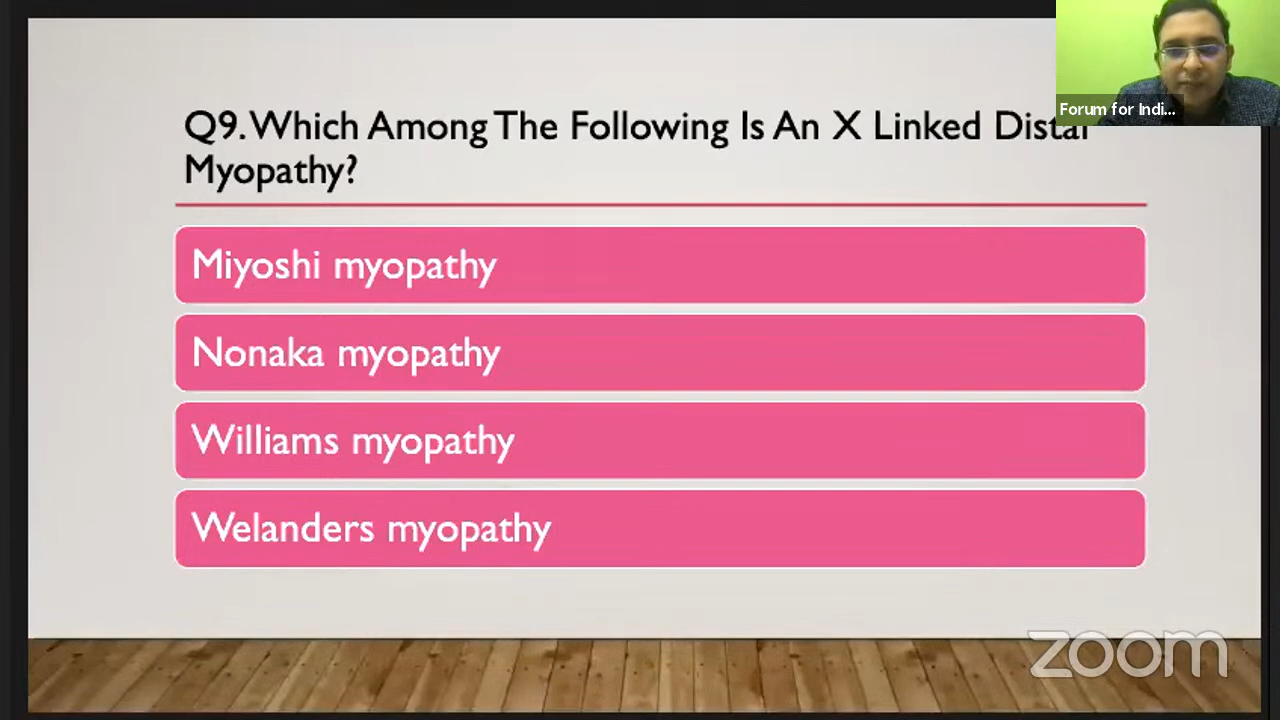 Forum for Indi...
Q9. Which Among The Following Is An X Linked Distal
Myopathy?
Miyoshi myopathy
Nonaka myopathy
Williams myopathy
Welanders myopathy
zoom